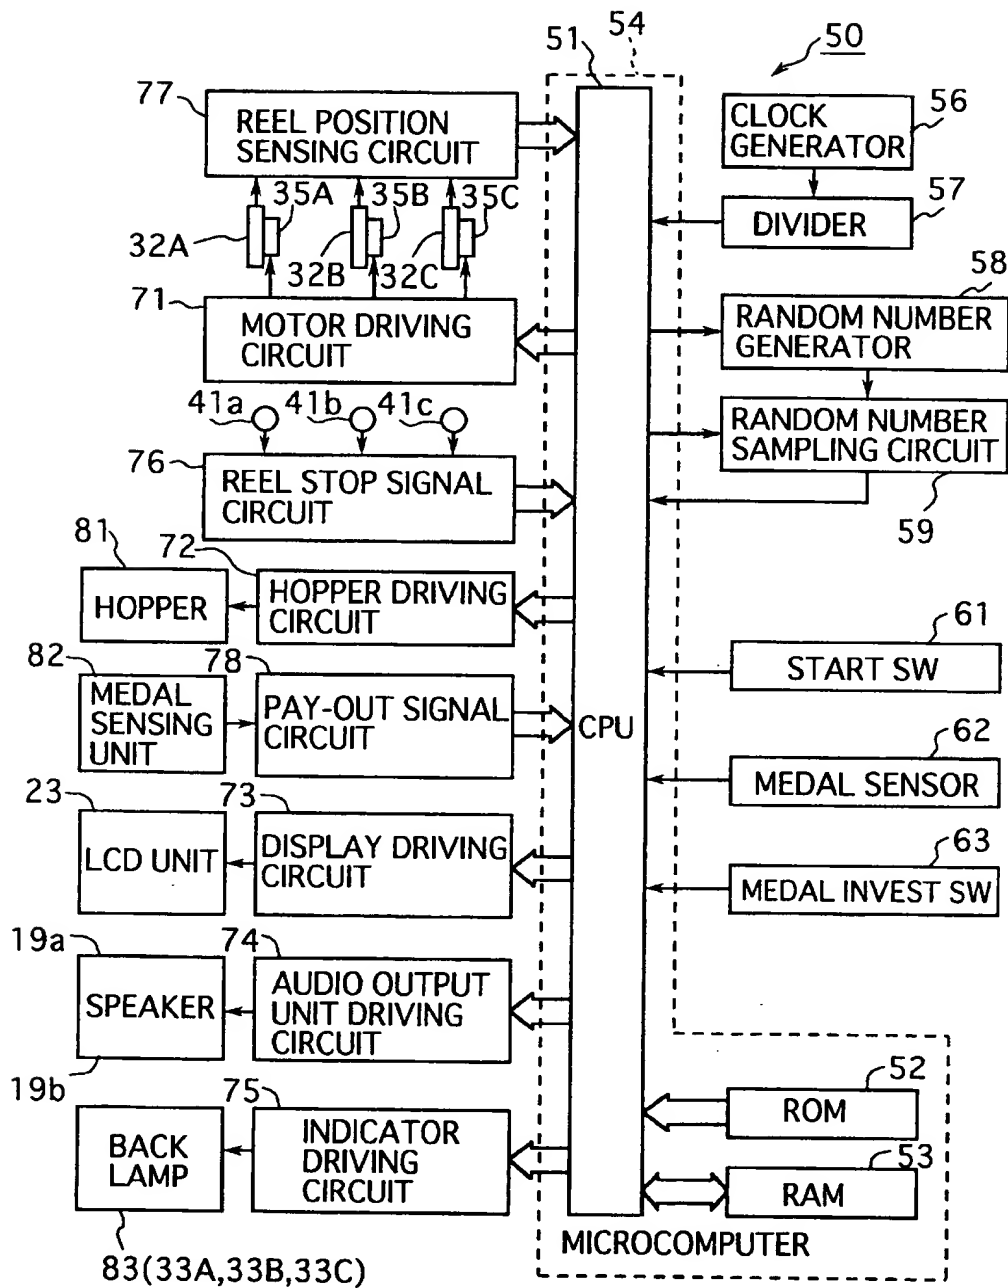 50
54
51
77
REEL POSITION
SENSING CIRCUIT
CLOCK
GENERATOR
56
35A
35B
35C
32A
32B
32C
DIVIDER
57
71
MOTOR DRIVING
CIRCUIT
58
RANDOM NUMBER
GENERATOR
41a
41b
41c
RANDOM NUMBER
SAMPLING CIRCUIT
59
76
REEL STOP SIGNAL
CIRCUIT
81
HOPPER
72
HOPPER DRIVING
CIRCUIT
61
START SW
82
MEDAL
SENSING
UNIT
78
PAY-OUT SIGNAL
CIRCUIT
CPU
62
MEDAL SENSOR
23
LCD UNIT
73
DISPLAY DRIVING
CIRCUIT
63
MEDAL INVEST SW
19a
SPEAKER
19b
74
AUDIO OUTPUT
UNIT DRIVING
CIRCUIT
52
ROM
75
BACK
LAMP
INDICATOR
DRIVING
CIRCUIT
53
RAM
MICROCOMPUTER
83(33A,33B,33C)